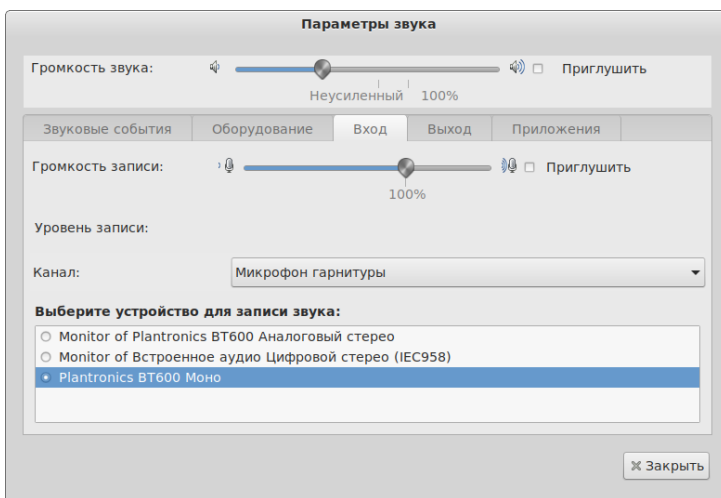 Параметры звука
Громкость звука: Приглушить
Неусиленный 100%
Звуковые события Оборудование Вход Выход Приложения
Громкость записи: Приглушить
100%
Уровень записи:
Канал: Микрофон гарнитуры
Выберите устройство для записи звука:
Monitor of Plantronics BT600 Аналоговый стерео
Monitor of Встроенное аудио Цифровой стерео (IEC958)
Plantronics BT600 Моно
Закрыть